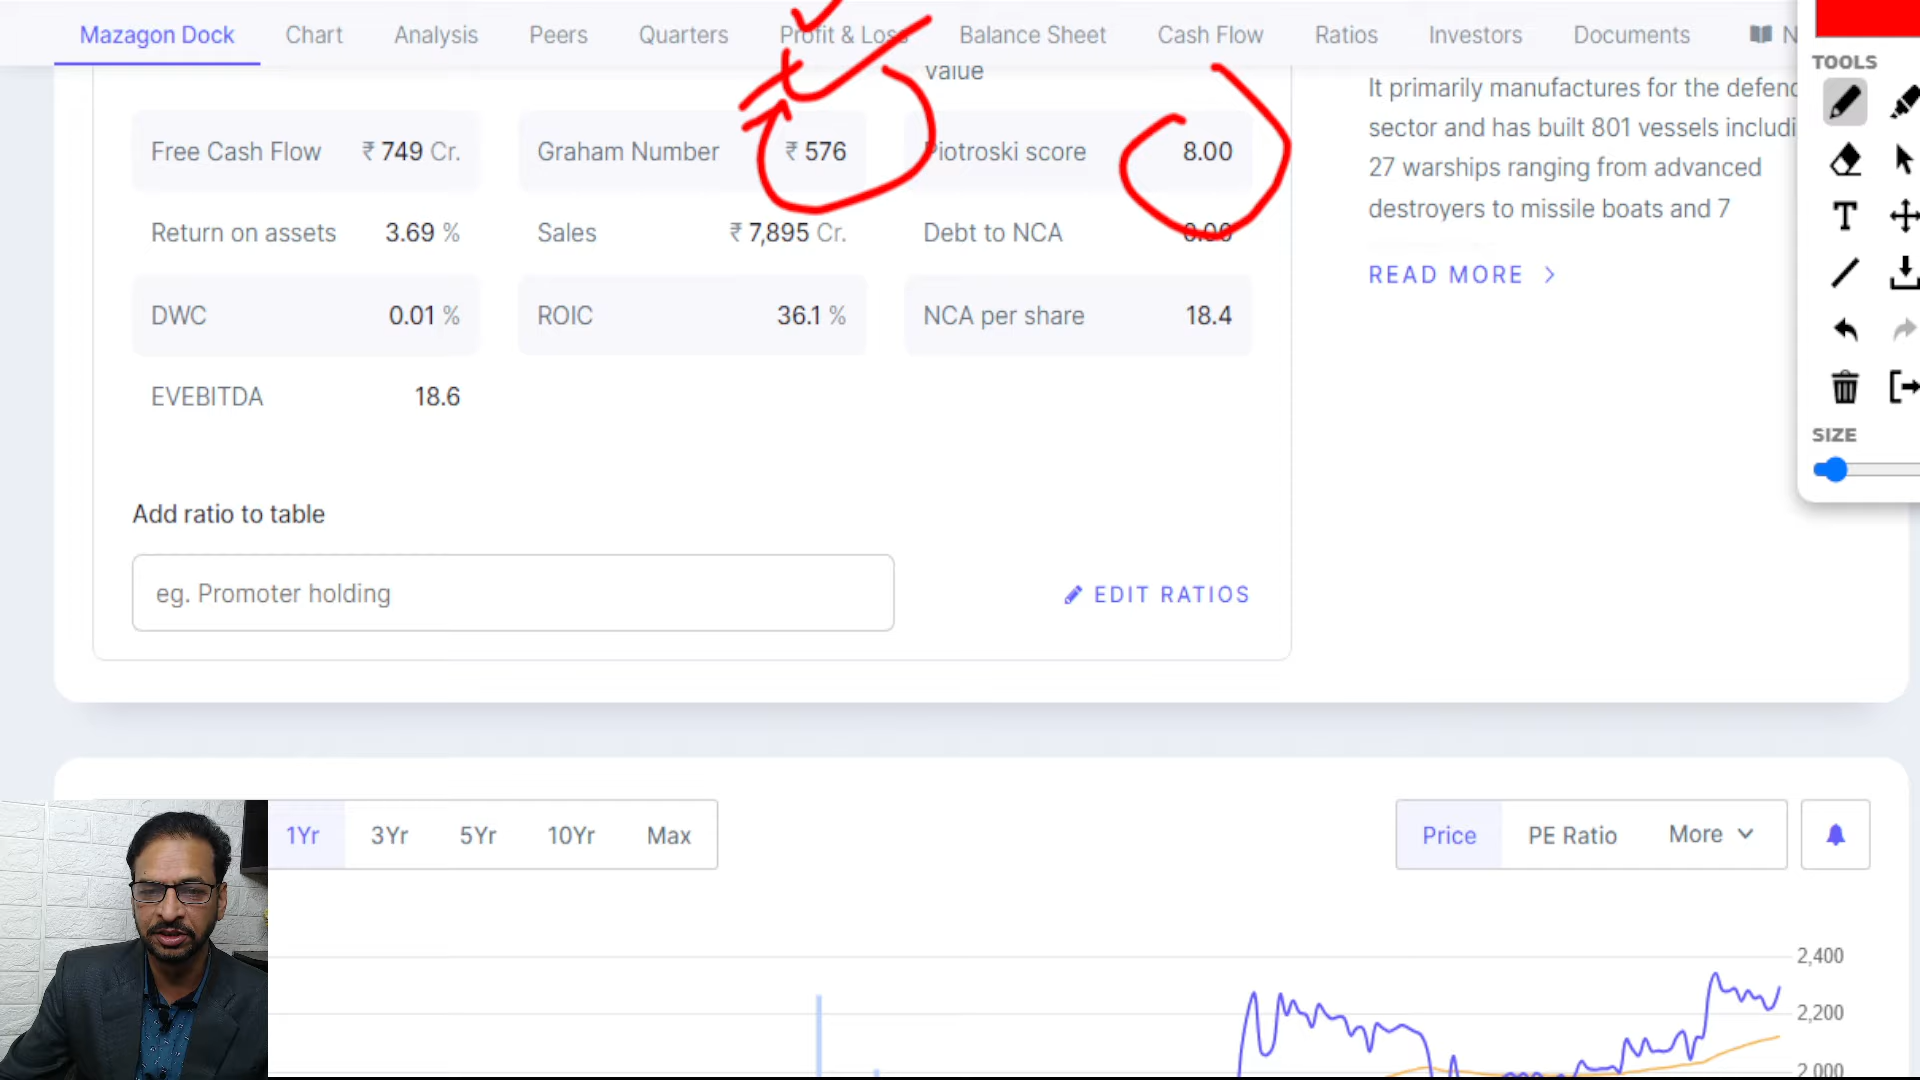 Mazagon Dock Chart Analysis Peers Quarters Profit & Loss Balance Sheet Cash Flow Ratios Investors Documents N
TOOLS
Value
It primarily manufactures for the defenc
sector and has built 801 vessels includi
27 warships ranging from advanced
destroyers to missile boats and 7
READ MORE
Free Cash Flow ₹ 749 Cr. Graham Number ₹ 576 Piotroski score 8.00
Return on assets 3.69 % Sales ₹ 7,895 Cr. Debt to NCA 0.00
DWC 0.01 % ROIC 36.1 % NCA per share 18.4
EVEBITDA 18.6
SIZE
Add ratio to table
eg. Promoter holding
EDIT RATIOS
1Yr 3Yr 5Yr 10Yr Max Price PE Ratio More
2,400
2,200
2,000